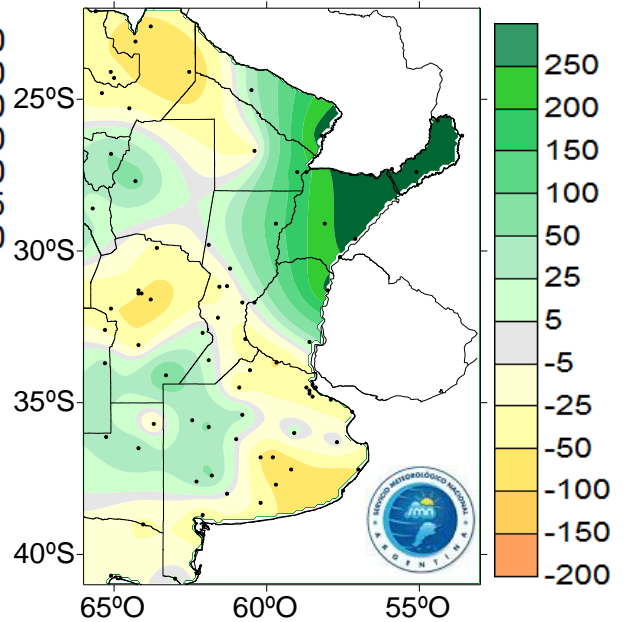 25ºS
30ºS
35ºS
40ºS
65ºO
60ºO
55ºO
250
200
150
100
50
25
5
-5
-25
-50
-100
-150
-200
SERVICIO METEOROLÓGICO NACIONAL
smn
ARGENTINA